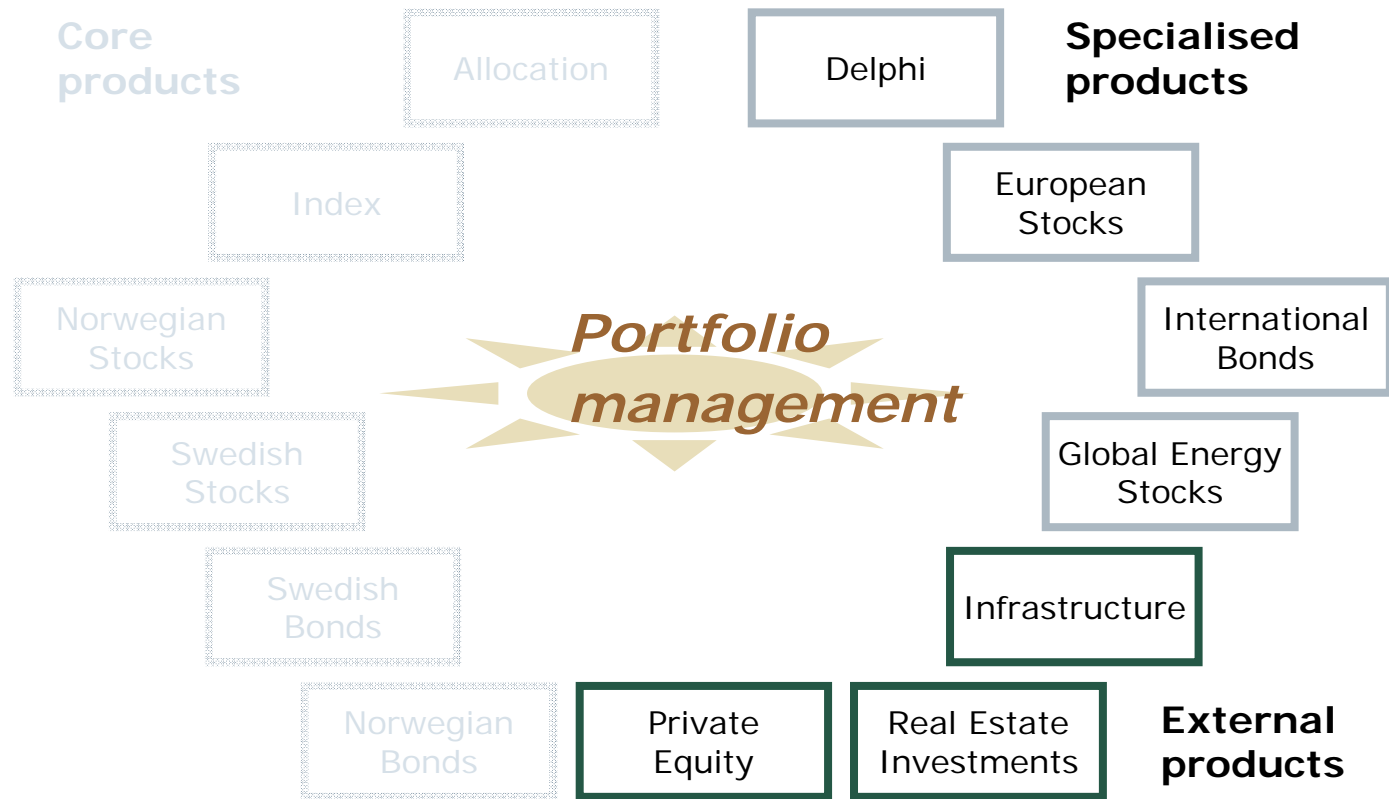 Core
products
Allocation
Delphi
Specialised
products
Index
European
Stocks
Norwegian
Stocks
Portfolio
management
International
Bonds
Swedish
Stocks
Global Energy
Stocks
Swedish
Bonds
Infrastructure
Norwegian
Bonds
Private
Equity
Real Estate
Investments
External
products